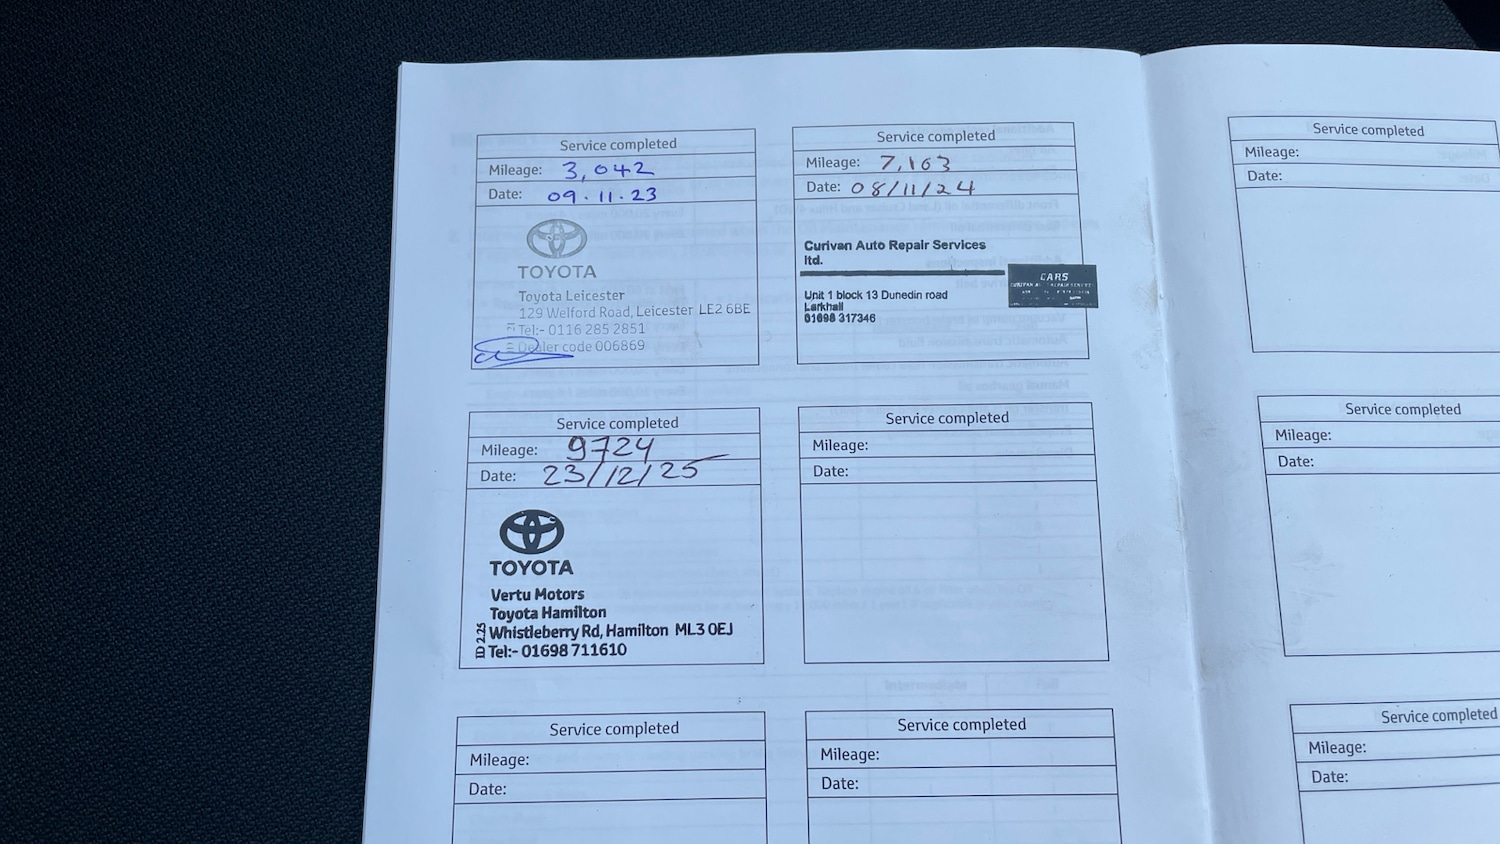 Service completed
Mileage: 3,042
Date: 09.11.23
TOYOTA
Toyota Leicester
129 Welford Road, Leicester LE2 6BE
Tel:- 0116 285 2851
Dealer code 006869
Service completed
Mileage: 7,163
Date: 08/11/24
Curivan Auto Repair Services
ltd.
Unit 1 block 13 Dunedin road
Larkhall
01698 317346
CARS
Service completed
Mileage: 9724
Date: 23/12/25
TOYOTA
Vertu Motors
Toyota Hamilton
Whistleberry Rd, Hamilton ML3 0EJ
Tel:- 01698 711610
ID 2.25
Service completed
Mileage:
Date:
Service completed
Mileage:
Date:
Service completed
Mileage:
Date:
Service completed
Mileage:
Date:
Service completed
Mileage:
Date:
Service completed
Mileage:
Date: